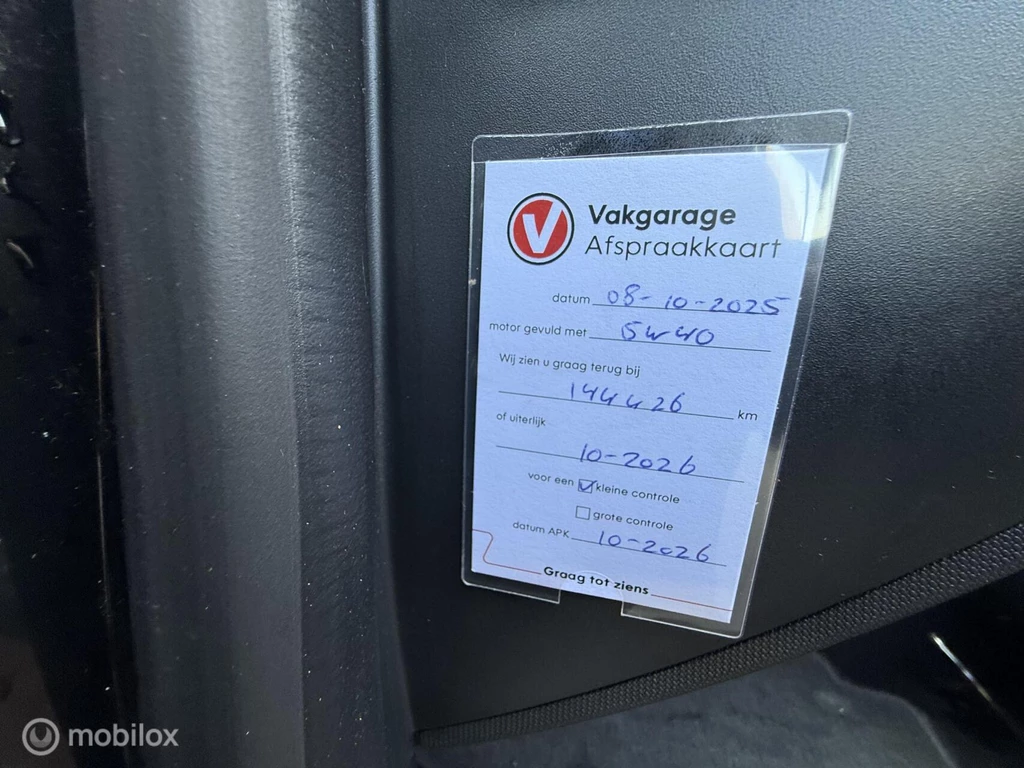 V
Vakgarage
Afspraakkaart
datum 08-10-2025
motor gevuld met 5w40
Wij zien u graag terug bij
144426 km
of uiterlijk
10-2026
voor een kleine controle
grote controle
datum APK 10-2026
Graag tot ziens
mobilox